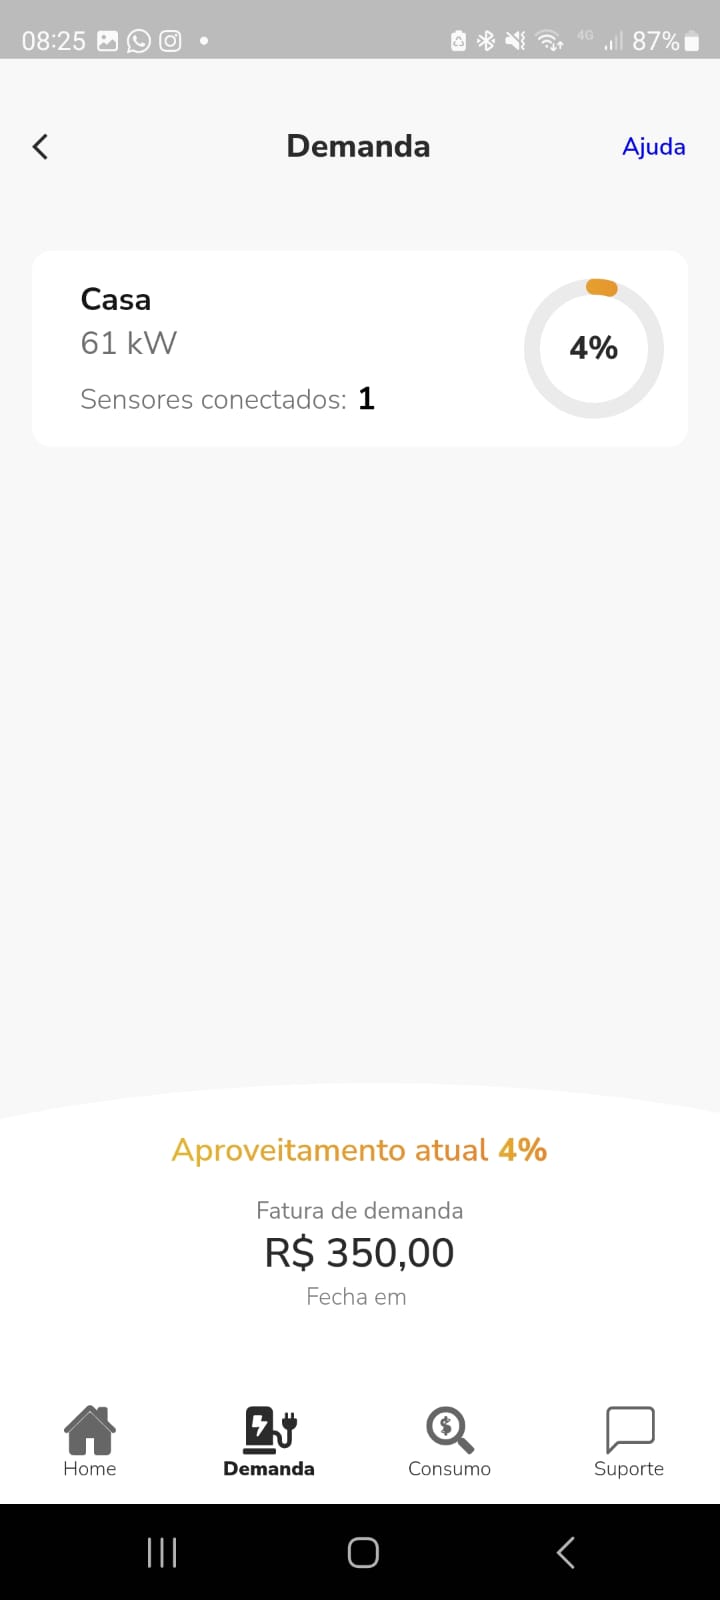 08:25 4G 87%
Demanda Ajuda
Casa
61 kW
4%
Sensores conectados: 1
Aproveitamento atual 4%
Fatura de demanda
R$ 350,00
Fecha em
Home Demanda Consumo Suporte